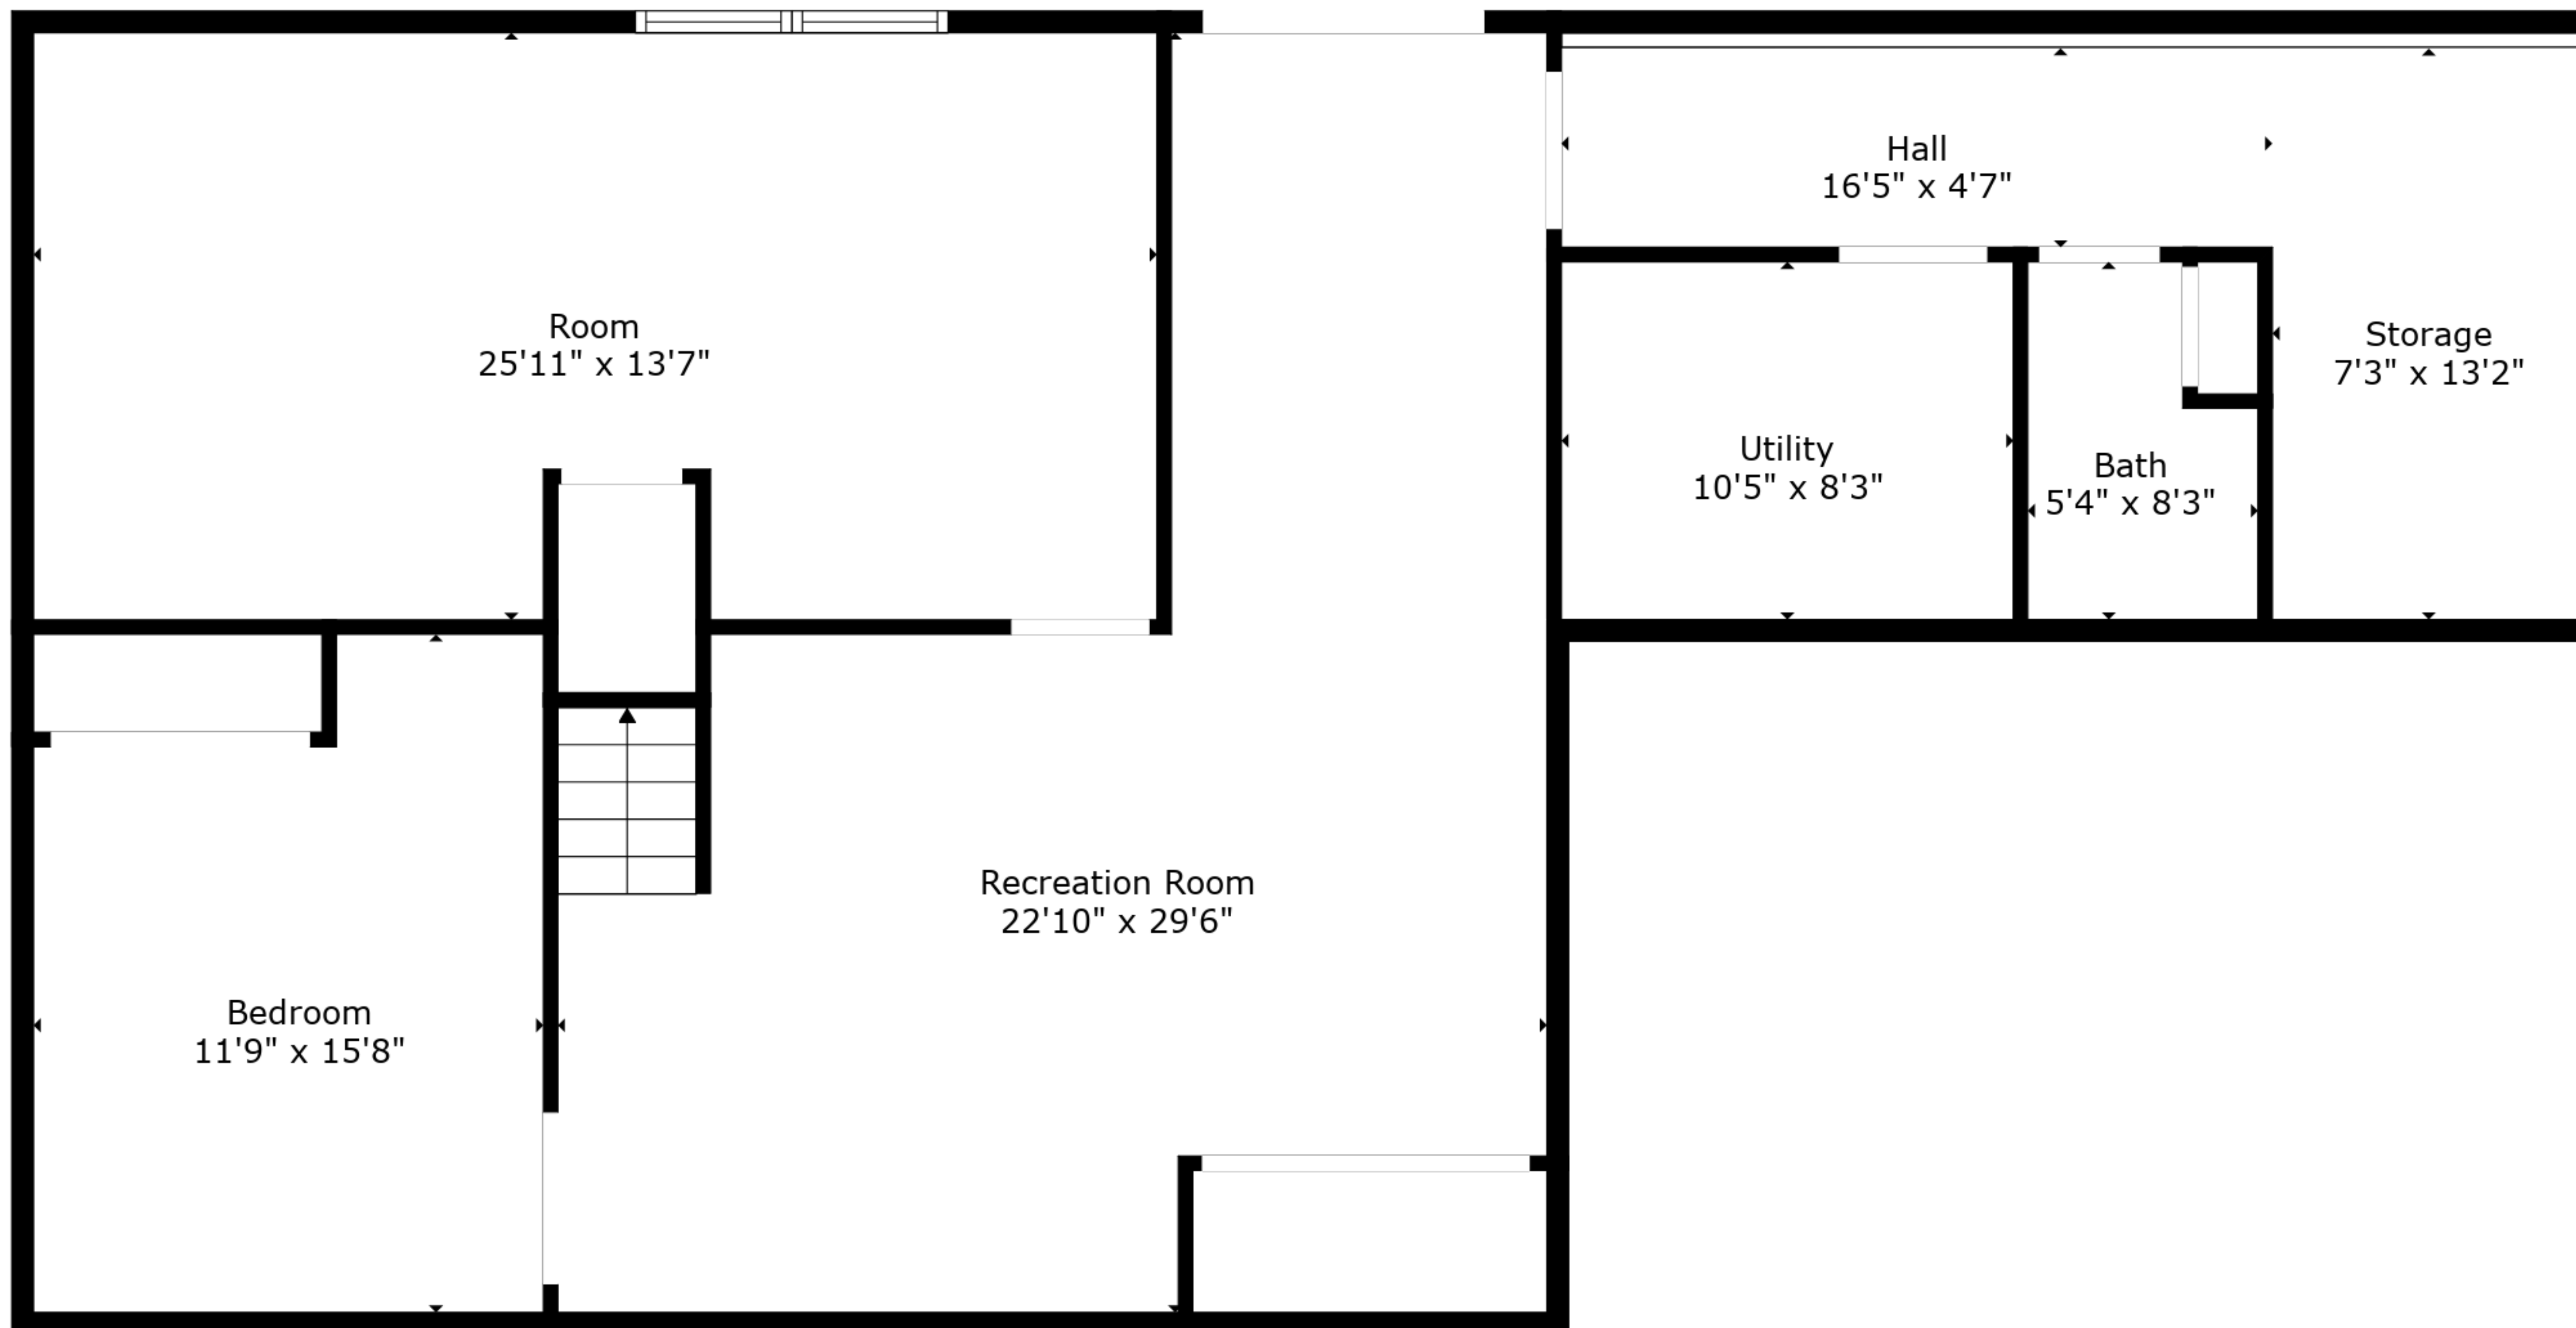 Hall
16'5" x 4'7"
Room
25'11" x 13'7"
Storage
7'3" x 13'2"
Utility
10'5" x 8'3"
Bath
5'4" x 8'3"
Recreation Room
22'10" x 29'6"
Bedroom
11'9" x 15'8"